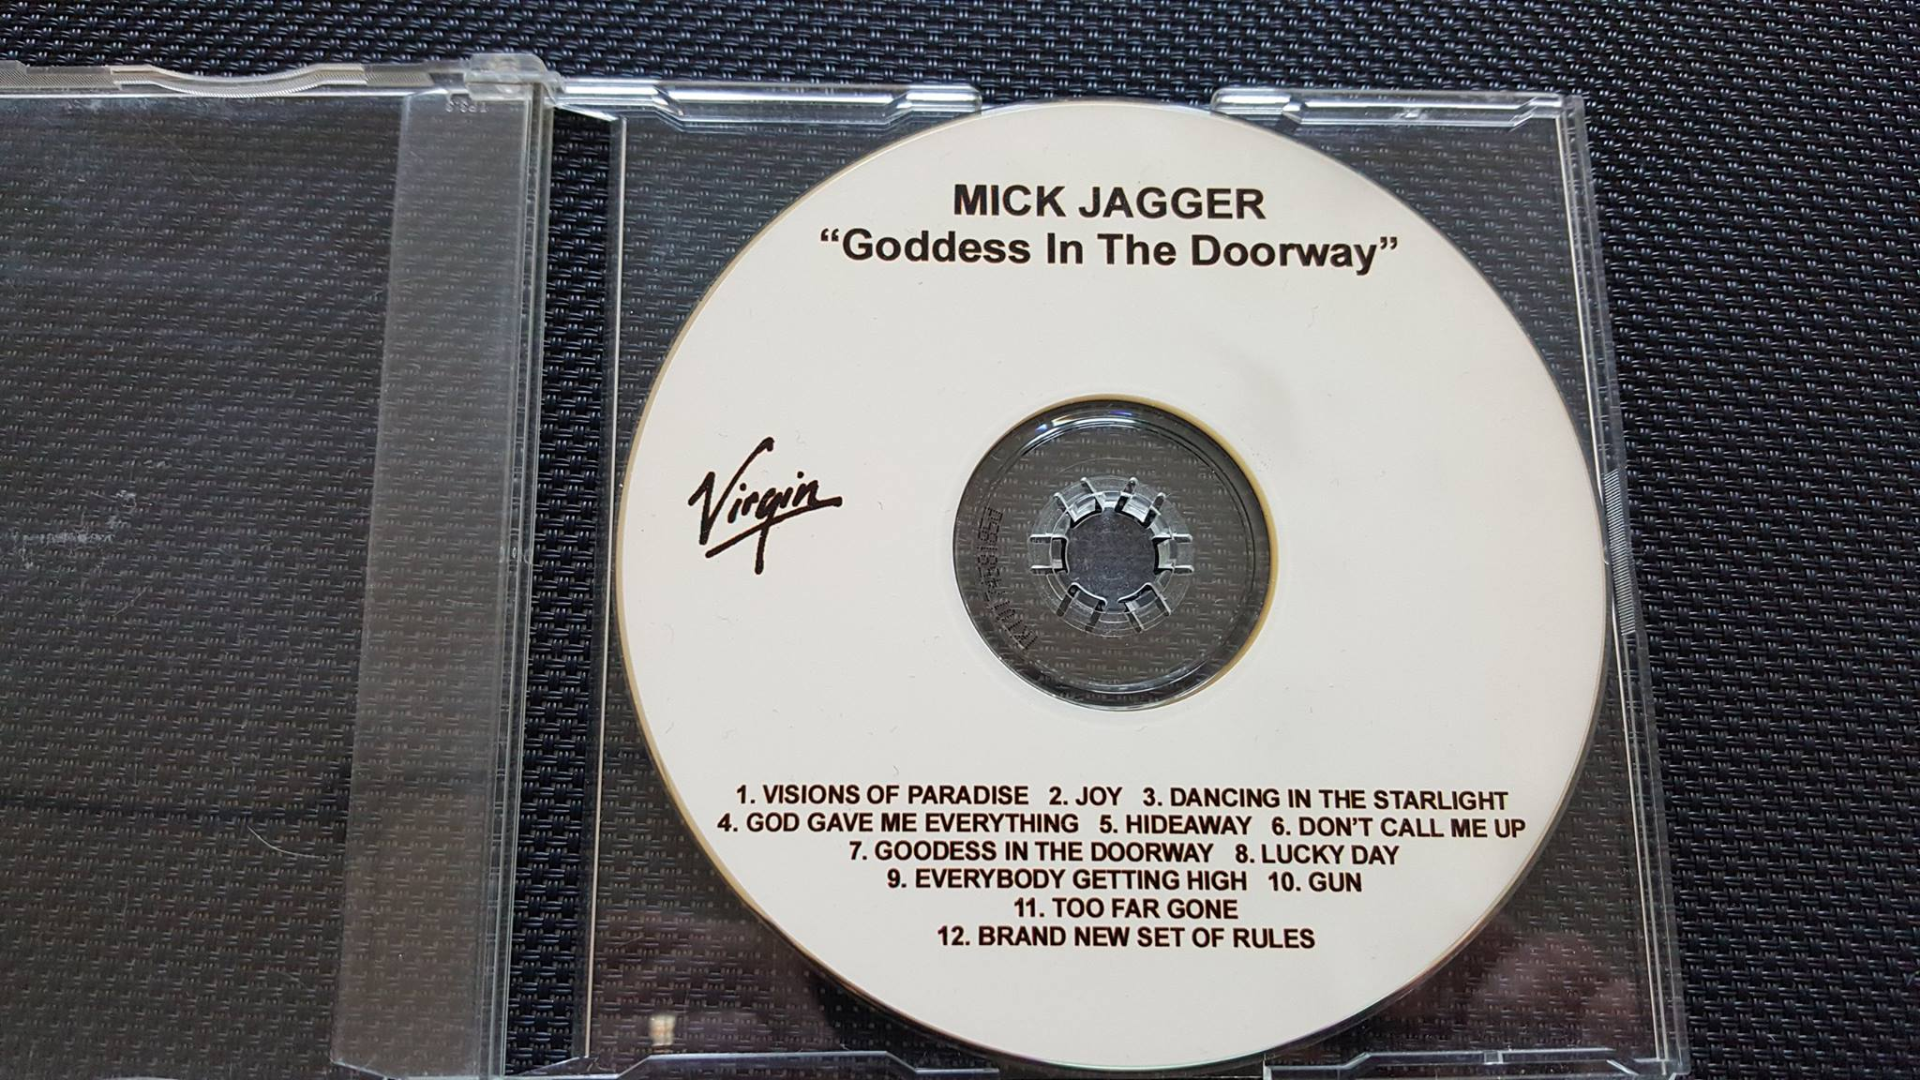 MICK JAGGER
“Goddess In The Doorway”
Virgin
1. VISIONS OF PARADISE 2. JOY 3. DANCING IN THE STARLIGHT
4. GOD GAVE ME EVERYTHING 5. HIDEAWAY 6. DON’T CALL ME UP
7. GOODESS IN THE DOORWAY 8. LUCKY DAY
9. EVERYBODY GETTING HIGH 10. GUN
11. TOO FAR GONE
12. BRAND NEW SET OF RULES